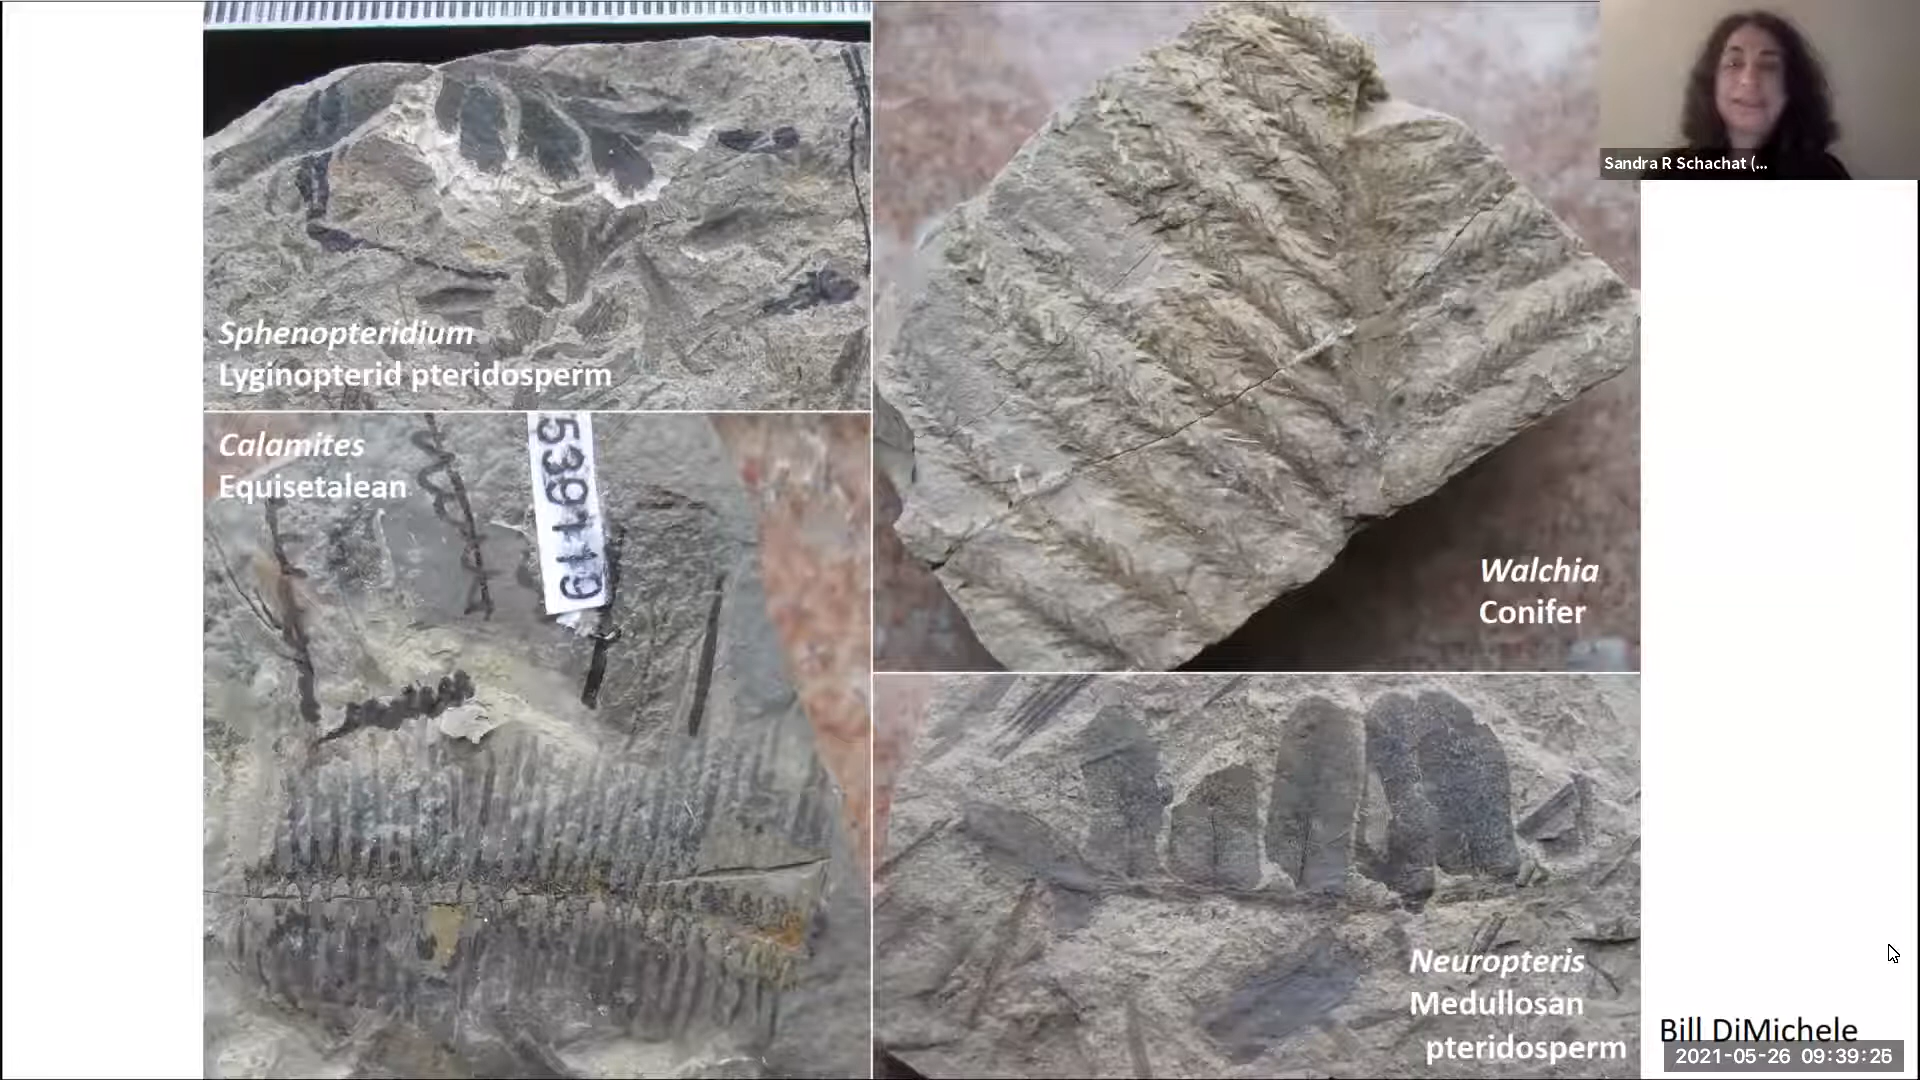 Sphenopteridium
Lyginopterid pteridosperm
Calamites
Equisetalean
539119
Walchia
Conifer
Neuropteris
Medullosan
pteridosperm
Sandra R Schachat (...
Bill DiMichele
2021-05-26 09:39:26